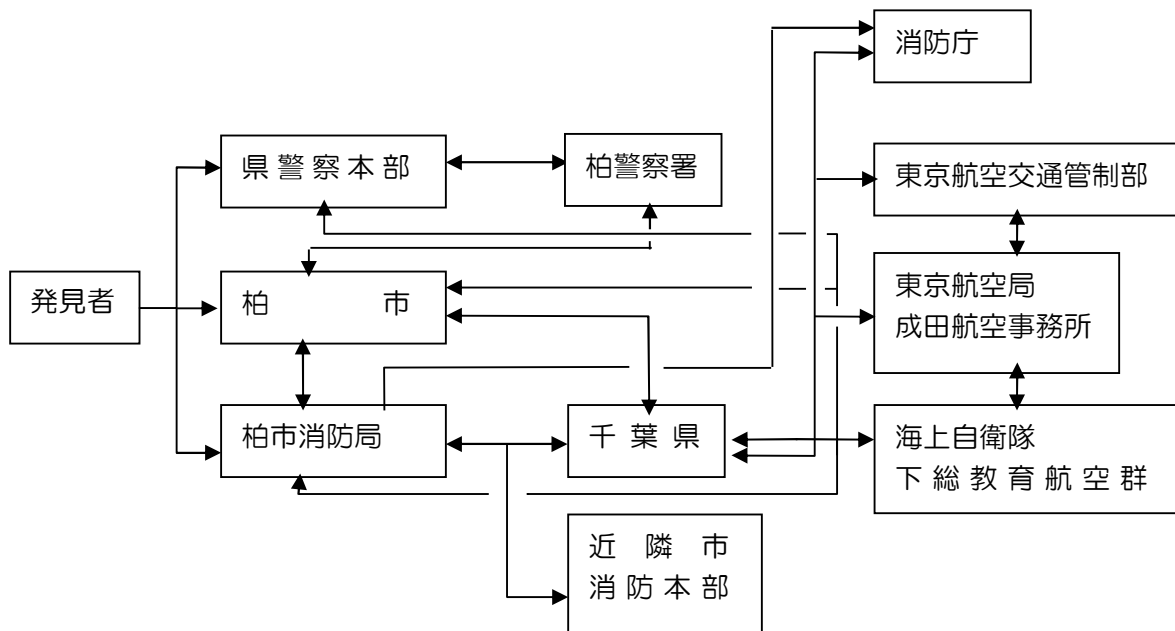 消防庁
県警察本部
柏警察署
東京航空交通管制部
発見者
柏 市
東京航空局
成田航空事務所
柏市消防局
千葉県
海上自衛隊
下総教育航空群
近隣市
消防本部